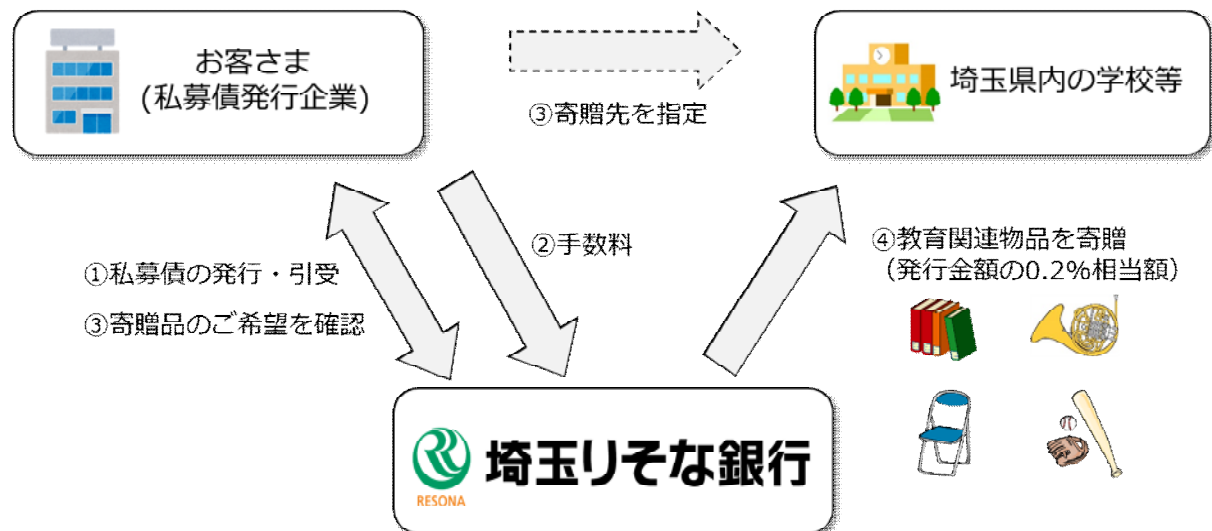 お客さま
(私募債発行企業)
③寄贈先を指定
埼玉県内の学校等
①私募債の発行・引受
③寄贈品のご希望を確認
②手数料
④教育関連物品を寄贈
（発行金額の0.2%相当額）
RESONA
埼玉りそな銀行